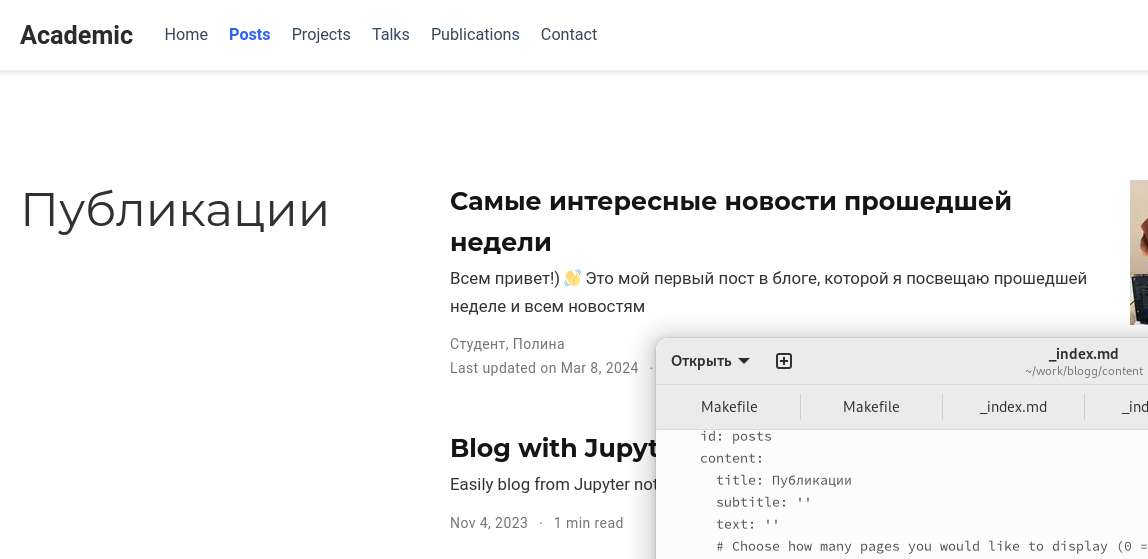 Academic Home Posts Projects Talks Publications Contact
Публикации
Самые интересные новости прошедшей
недели
Всем привет!) 👋 Это мой первый пост в блоге, которой я посвещаю прошедшей
неделе и всем новостям
Студент, Полина
Last updated on Mar 8, 2024 ·
Blog with Jupyt
Easily blog from Jupyter not
Nov 4, 2023 · 1 min read
Открыть
_index.md
~/work/blogg/content
Makefile Makefile _index.md _ind
id: posts
content:
title: Публикации
subtitle: ''
text: ''
# Choose how many pages you would like to display (0 =